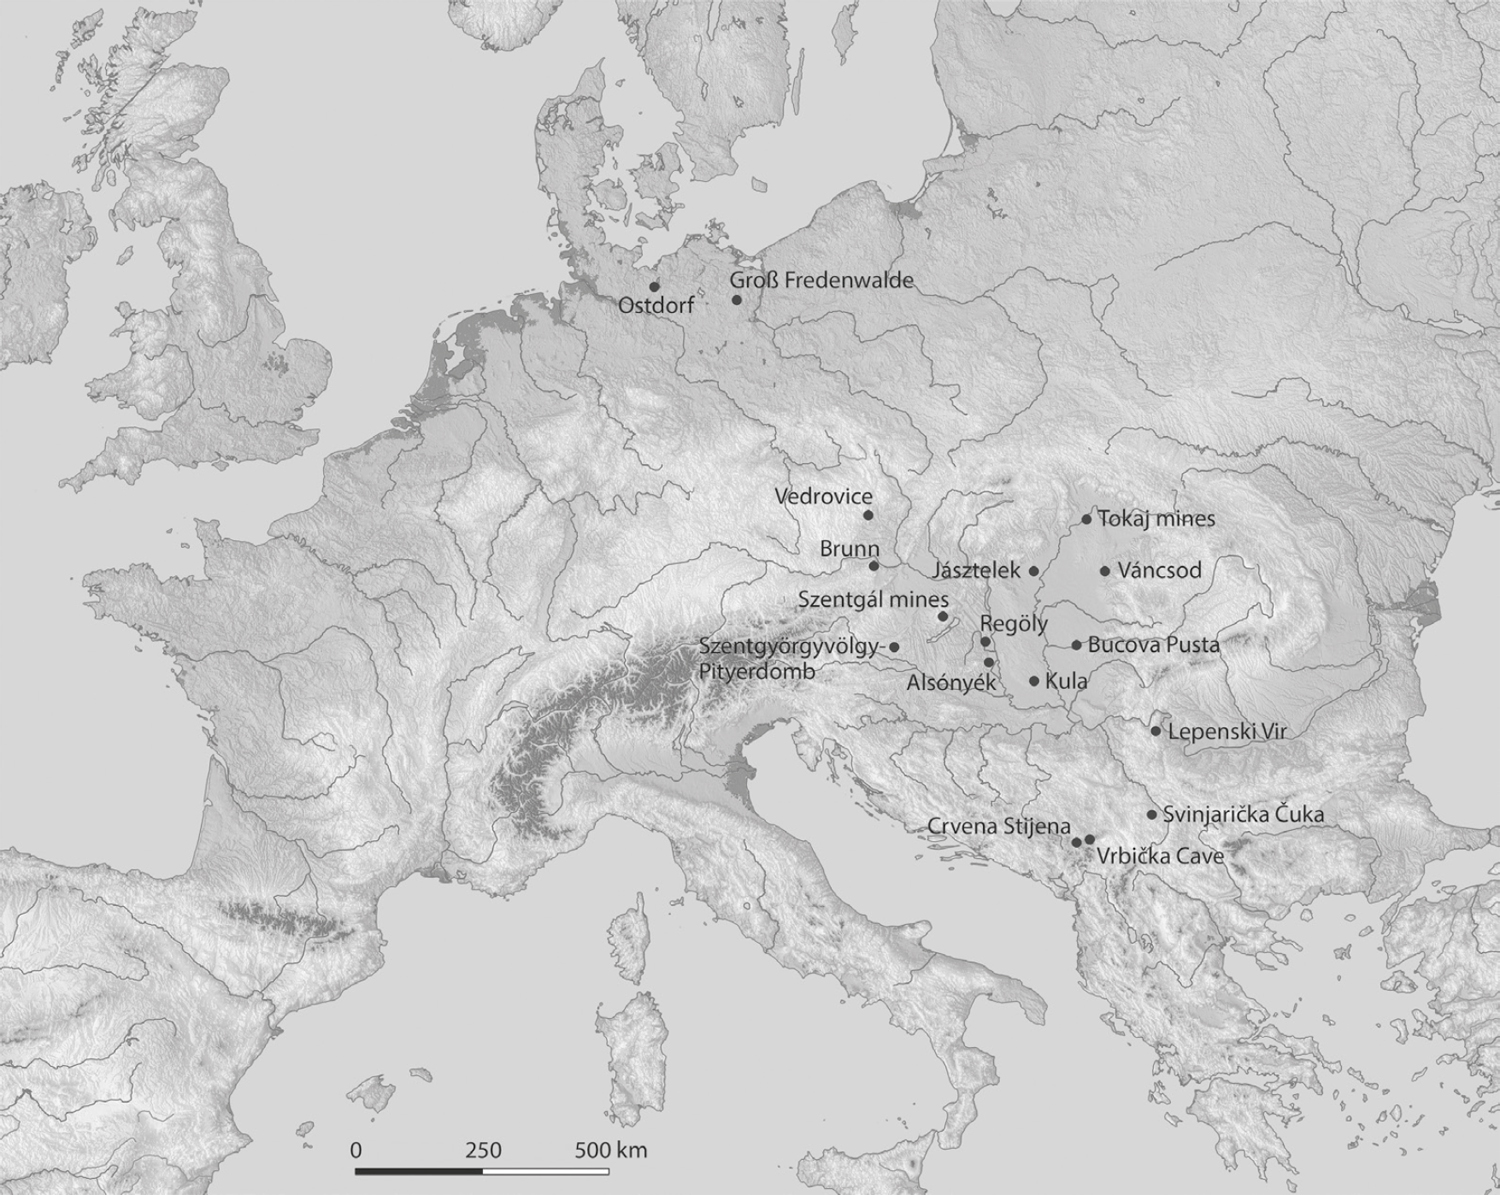 Groß Fredenwalde
Ostdorf
Vedrovice
Tokaj mines
Brunn
Jásztelek
Váncsod
Szentgál mines
Regöly
Szentgyörgyvölgy-
Pityerdomb
Bucova Pusta
Alsónyék
Kula
Lepenski Vir
Svinjarička Čuka
Crvena Stijena
Vrbička Cave
0 250 500 km